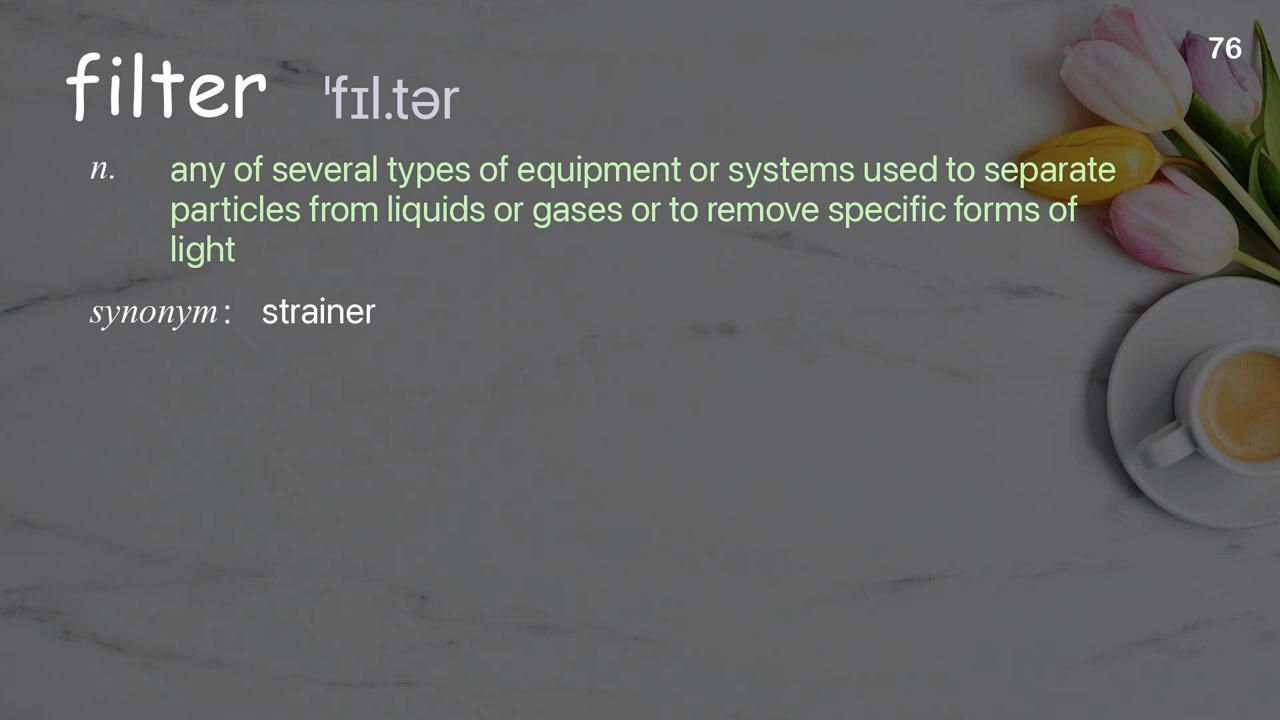 76
filter ˈfɪl.tər
n. any of several types of equipment or systems used to separate
particles from liquids or gases or to remove specific forms of
light
synonym: strainer